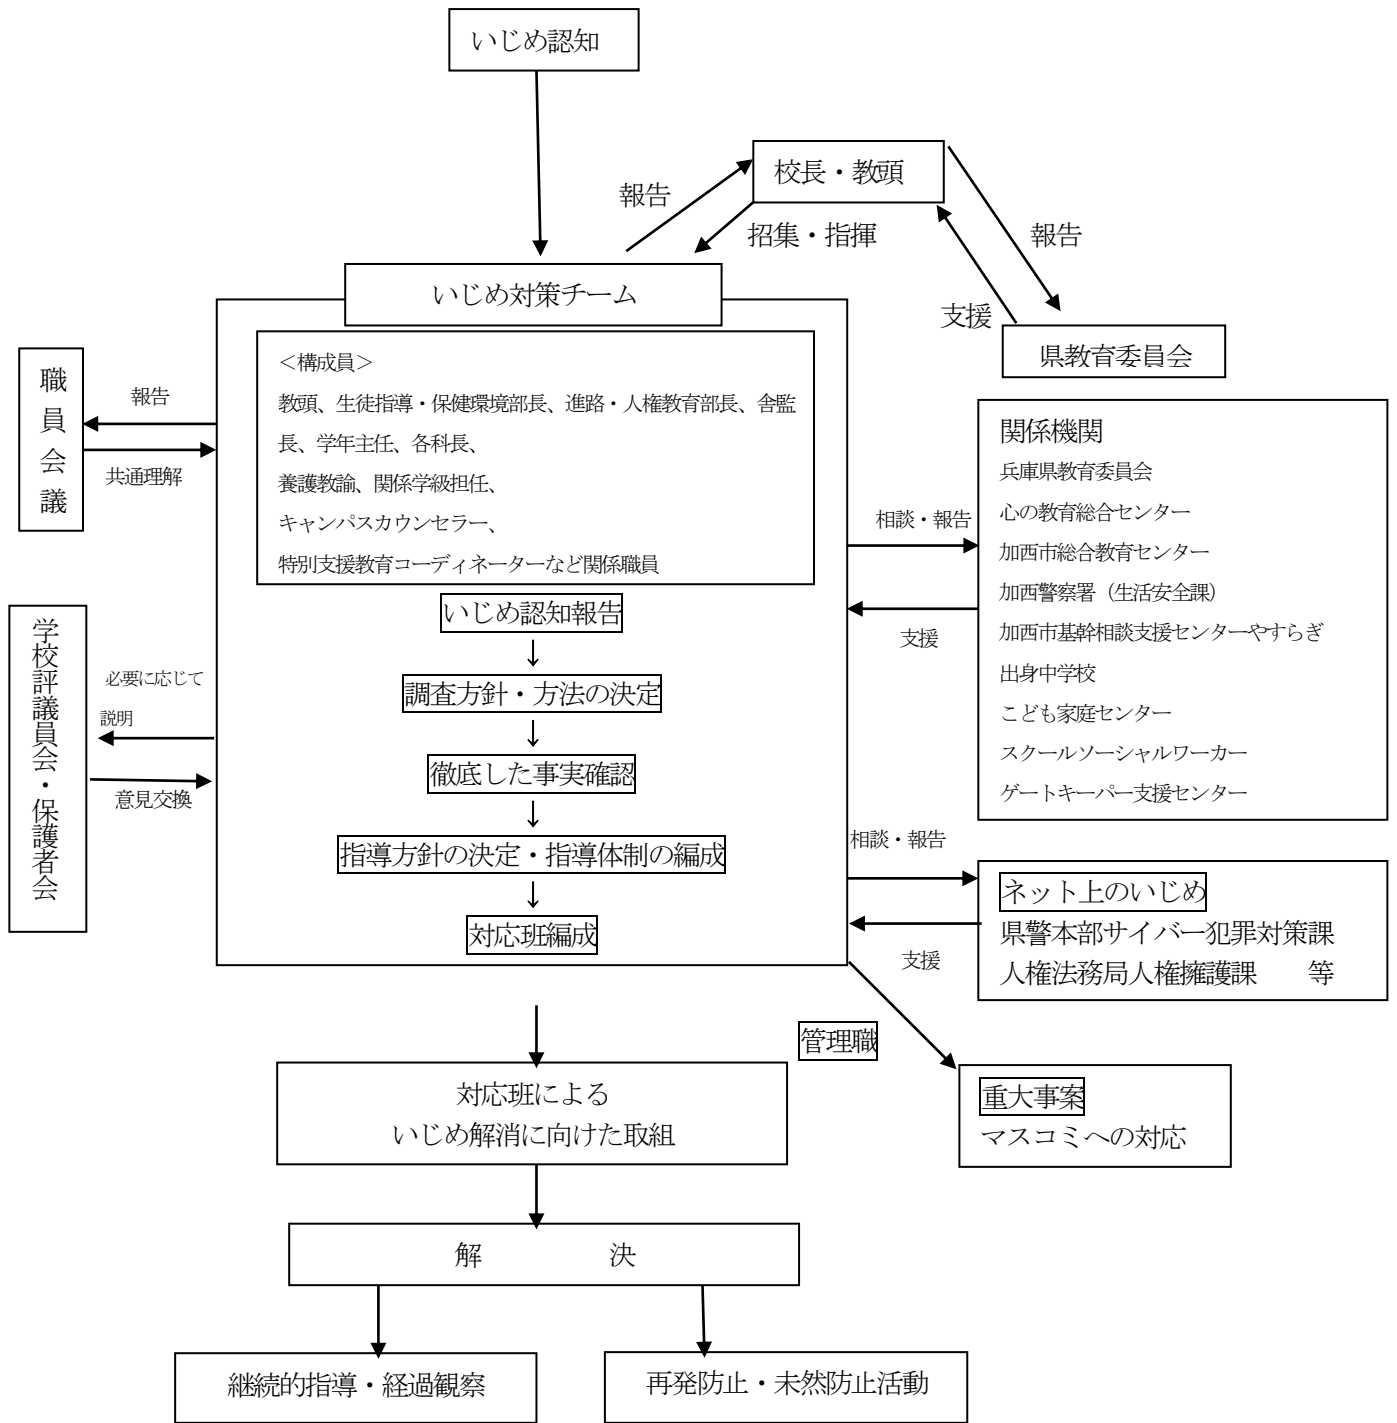 いじめ認知
校長・教頭
報告
招集・指揮
報告
支援
県教育委員会
いじめ対策チーム
＜構成員＞
教頭、生徒指導・保健環境部長、進路・人権教育部長、舎監
長、学年主任、各科長、
養護教諭、関係学級担任、
キャンパスカウンセラー、
特別支援教育コーディネーターなど関係職員
職員会議
報告
共通理解
学校評議員会・保護者会
必要に応じて
説明
意見交換
いじめ認知報告
↓
調査方針・方法の決定
↓
徹底した事実確認
↓
指導方針の決定・指導体制の編成
↓
対応班編成
相談・報告
支援
関係機関
兵庫県教育委員会
心の教育総合センター
加西市総合教育センター
加西警察署（生活安全課）
加西市基幹相談支援センターやすらぎ
出身中学校
こども家庭センター
スクールソーシャルワーカー
ゲートキーパー支援センター
相談・報告
支援
ネット上のいじめ
県警本部サイバー犯罪対策課
人権法務局人権擁護課　　等
管理職
重大事案
マスコミへの対応
対応班による
いじめ解消に向けた取組
解　　　　　決
継続的指導・経過観察
再発防止・未然防止活動